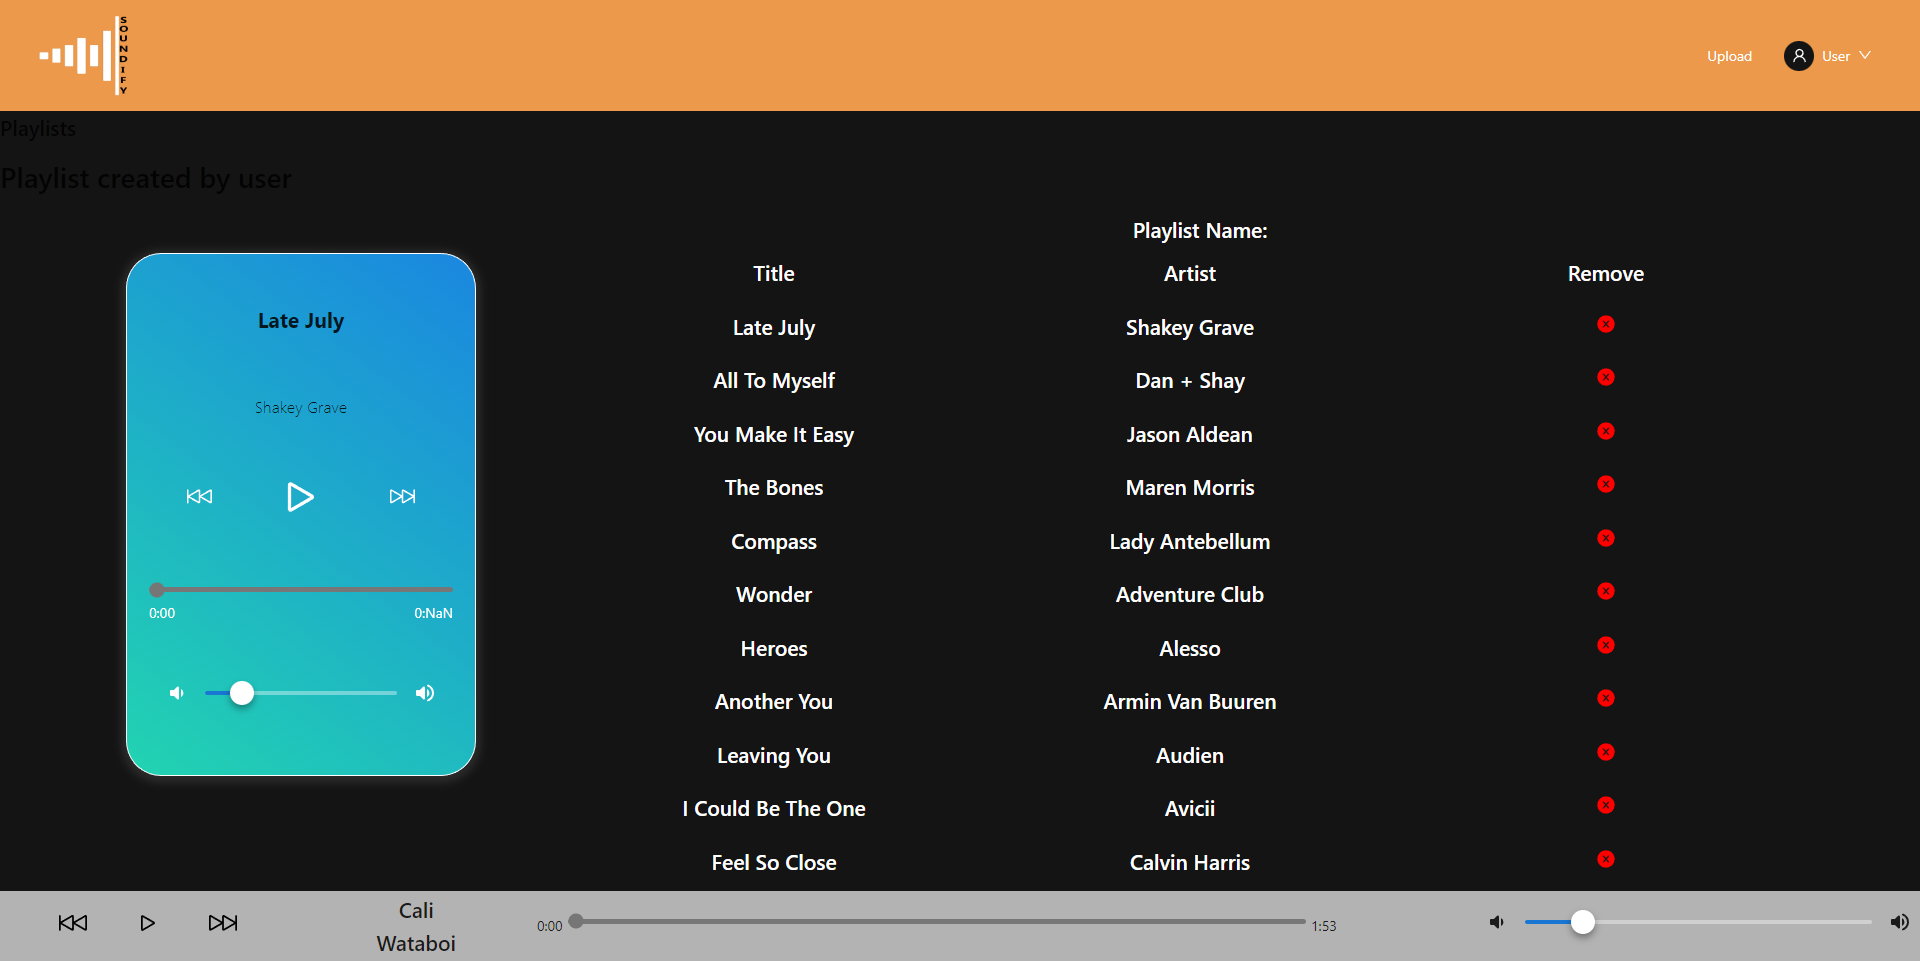 SOUNDIFY
Upload
User
Playlists
Playlist created by user
Playlist Name:
Title Artist Remove
Late July Shakey Grave
All To Myself Dan + Shay
You Make It Easy Jason Aldean
The Bones Maren Morris
Compass Lady Antebellum
Wonder Adventure Club
Heroes Alesso
Another You Armin Van Buuren
Leaving You Audien
I Could Be The One Avicii
Feel So Close Calvin Harris
Late July
Shakey Grave
0:00 0:NaN
Cali
Wataboi
0:00 1:53